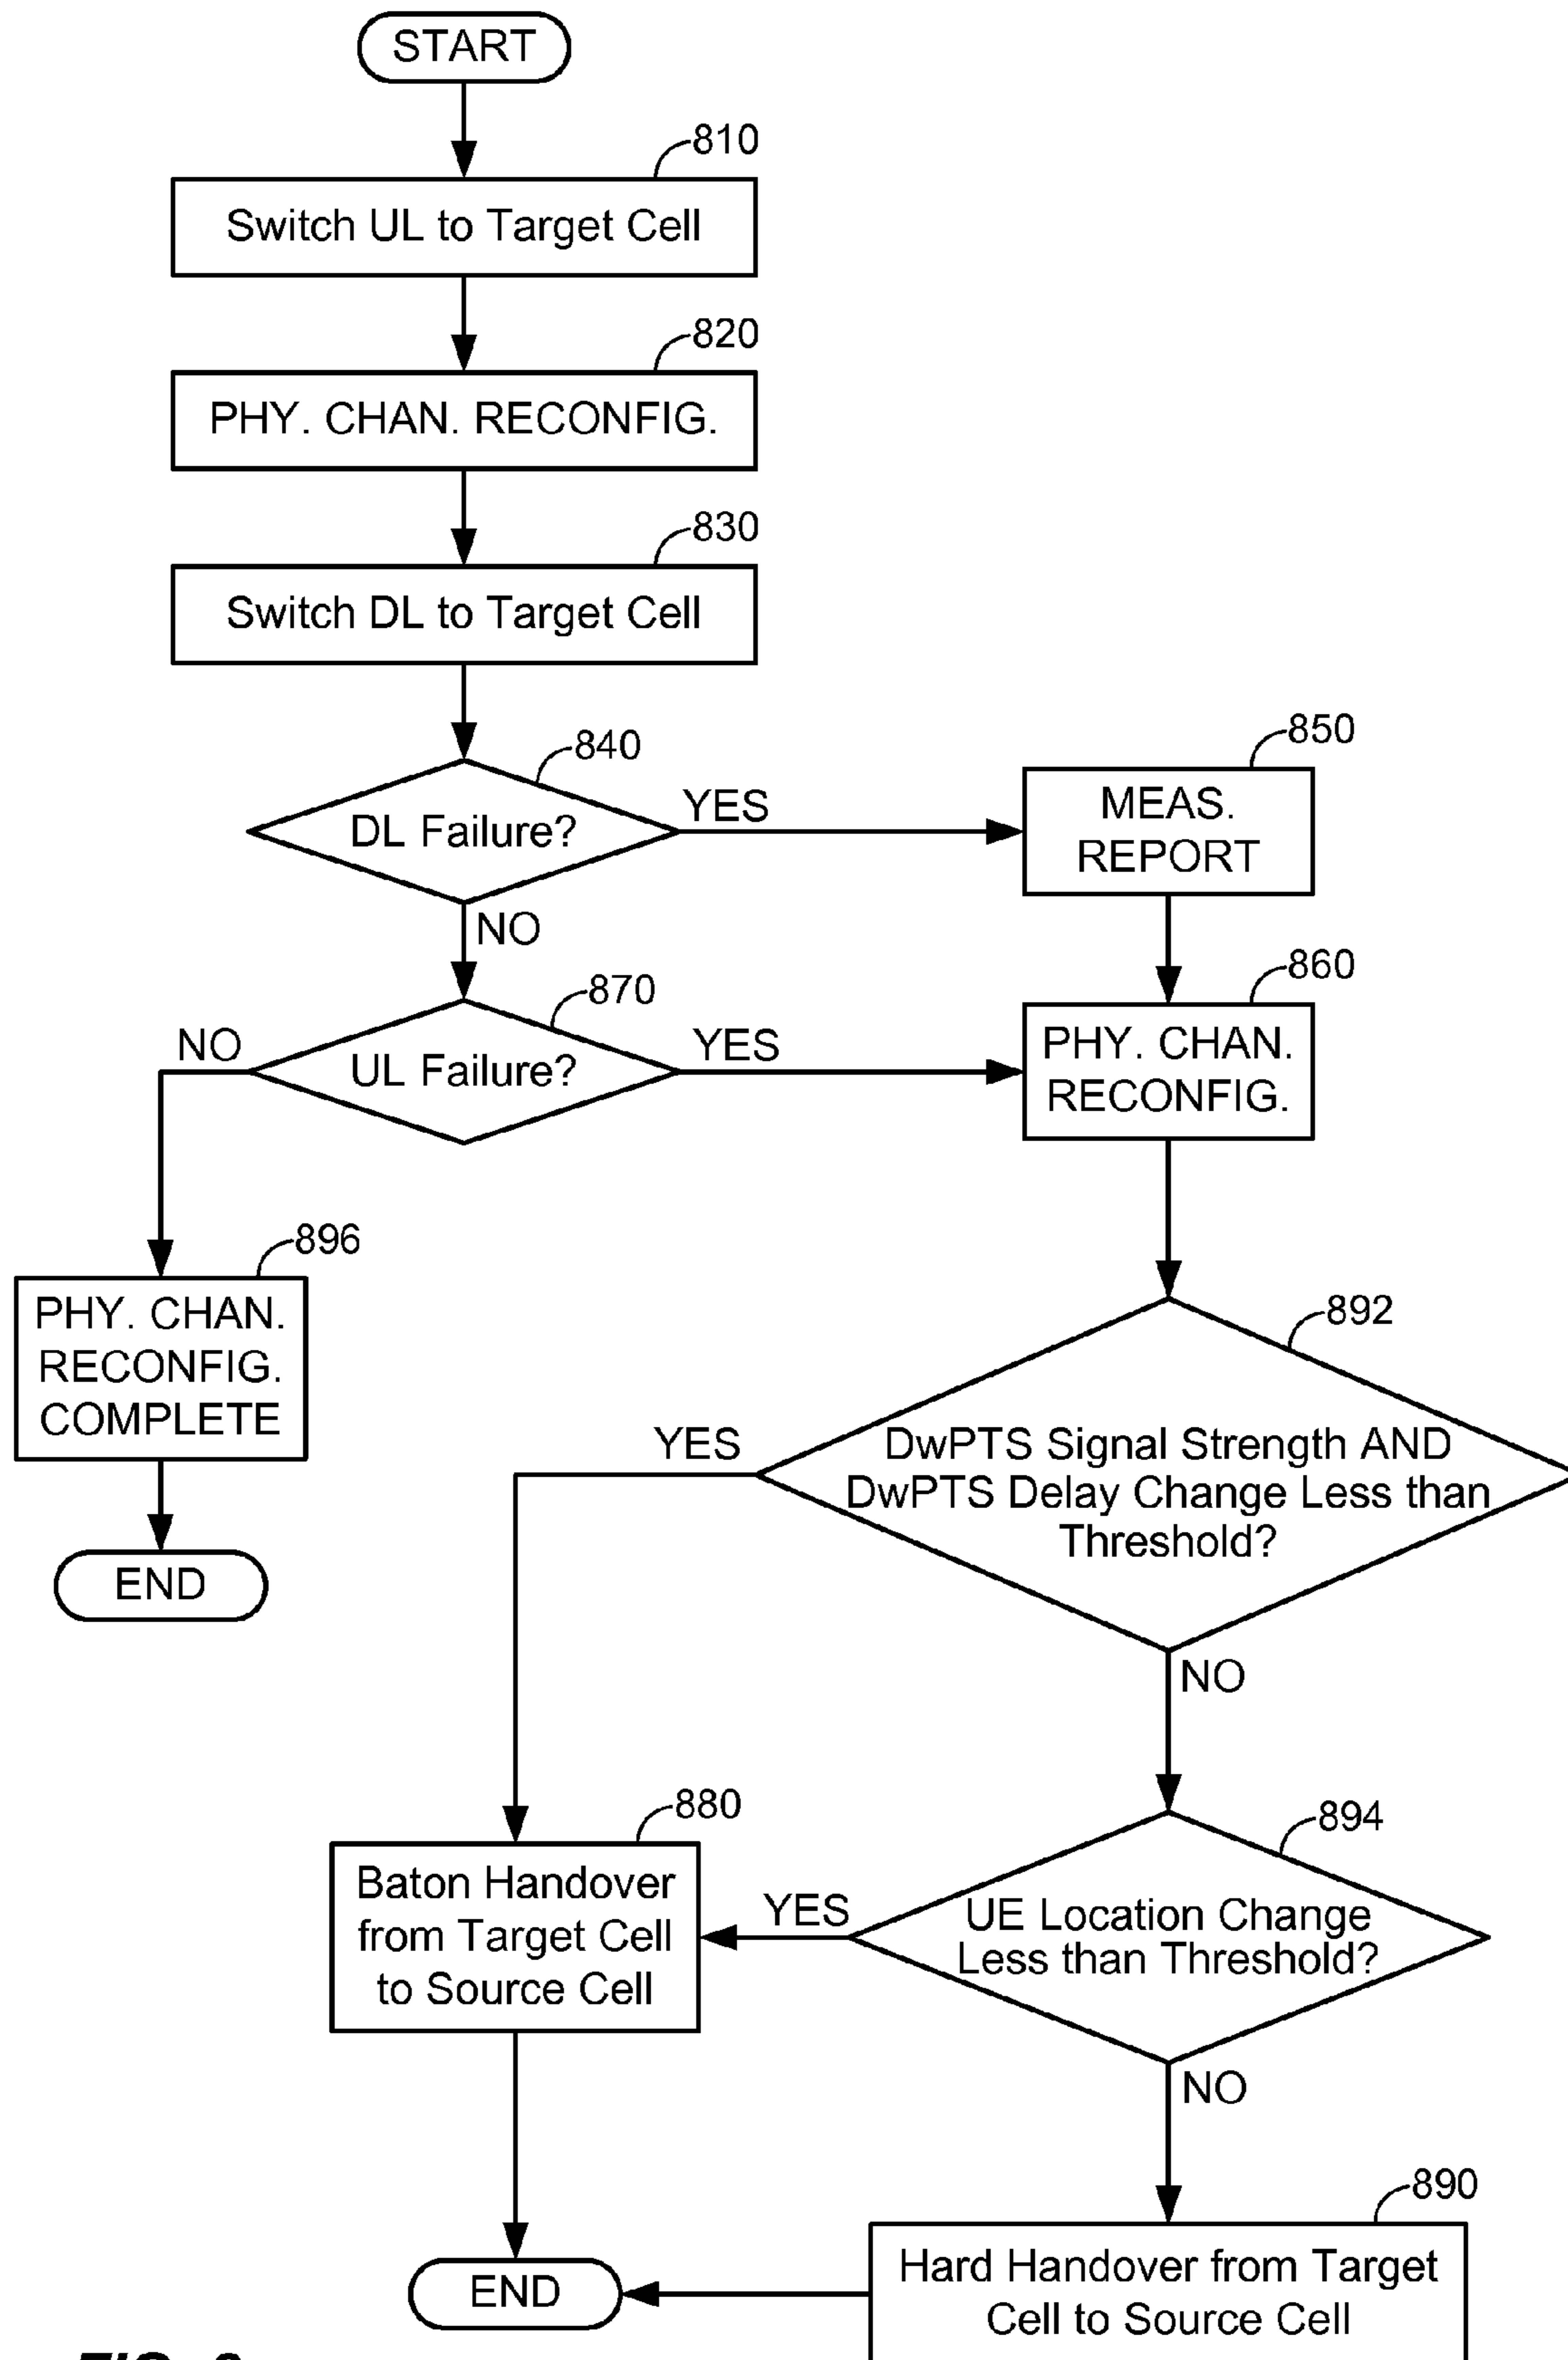 START
810
Switch UL to Target Cell
820
PHY. CHAN. RECONFIG.
830
Switch DL to Target Cell
840
DL Failure?
YES
850
MEAS.
REPORT
NO
870
UL Failure?
NO
YES
860
PHY. CHAN.
RECONFIG.
896
PHY. CHAN.
RECONFIG.
COMPLETE
END
892
DwPTS Signal Strength AND
DwPTS Delay Change Less than
Threshold?
YES
NO
894
UE Location Change
Less than Threshold?
YES
880
Baton Handover
from Target Cell
to Source Cell
NO
890
Hard Handover from Target
Cell to Source Cell
END